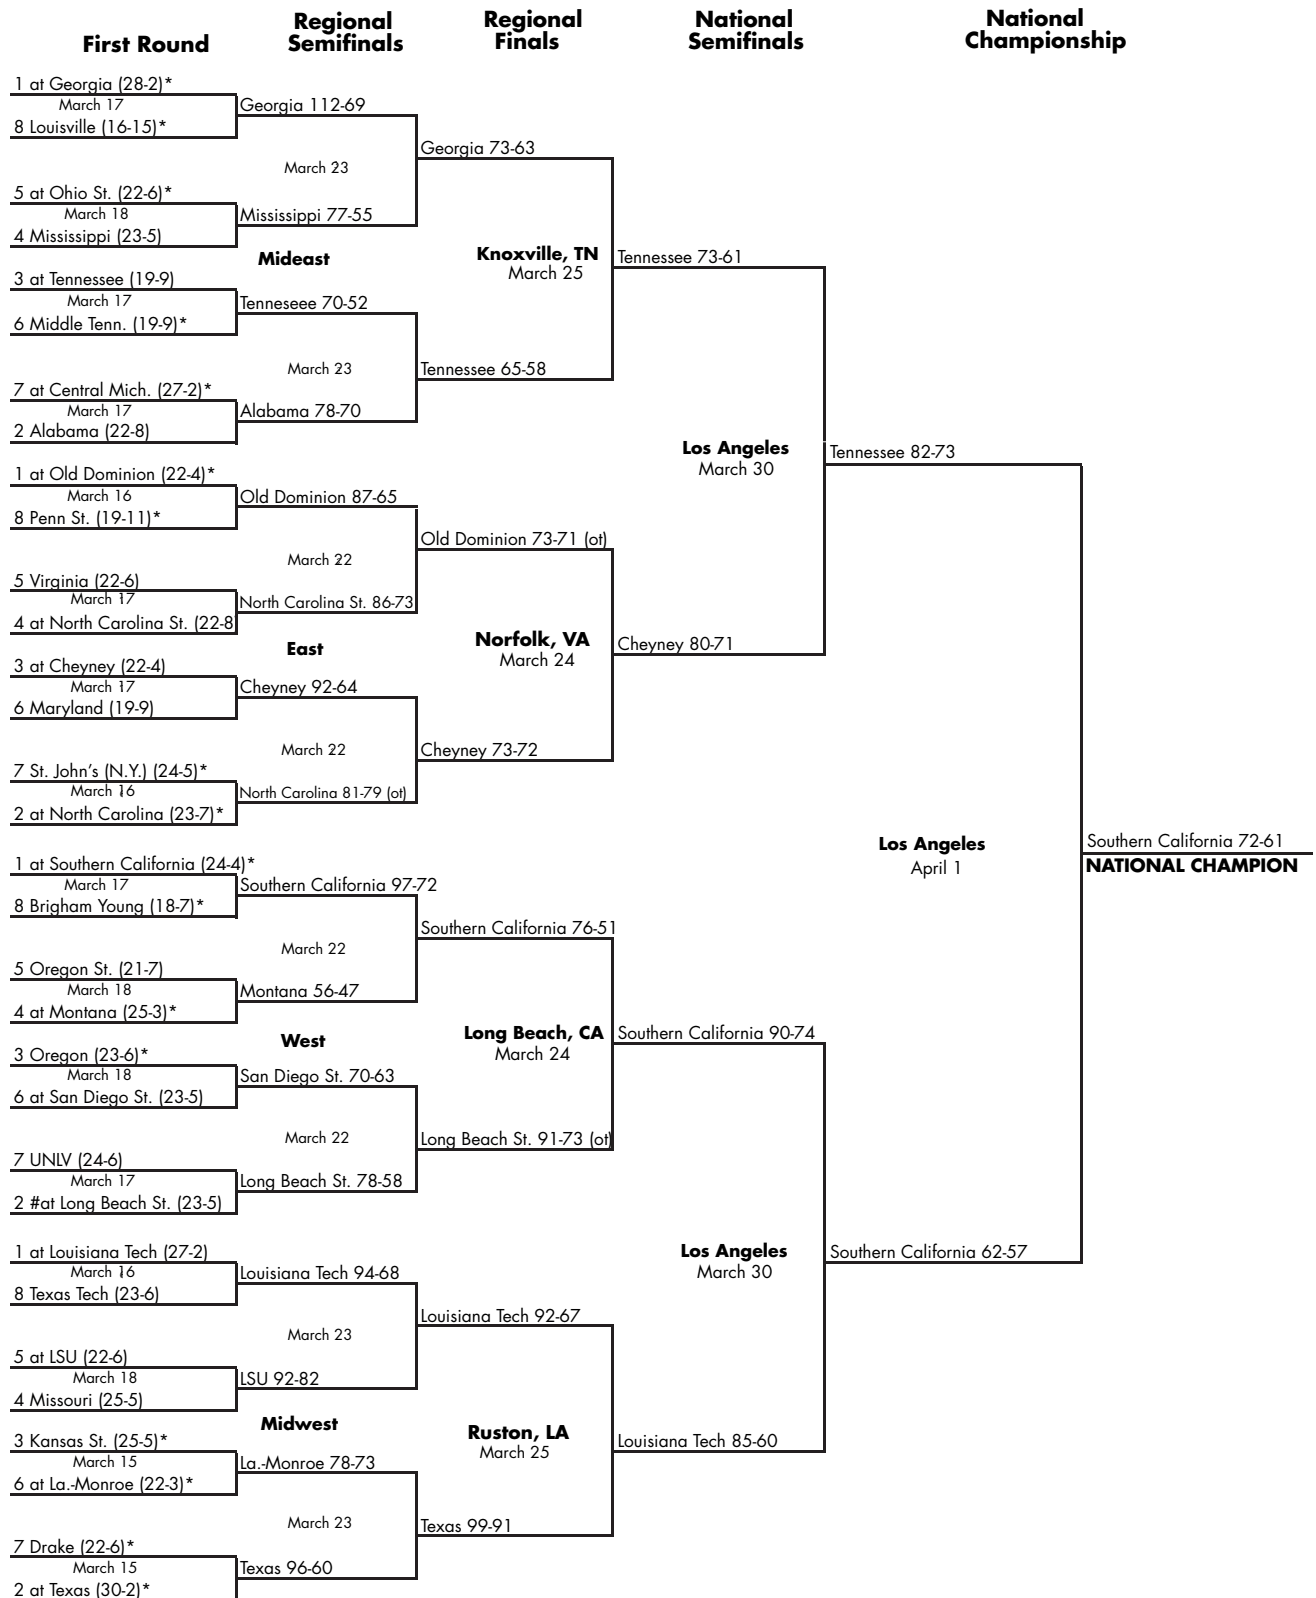 First Round
Regional
Semifinals
Regional
Finals
National
Semifinals
National
Championship
1 at Georgia (28-2)*
March 17
8 Louisville (16-15)*
Georgia 112-69
March 23
Georgia 73-63
5 at Ohio St. (22-6)*
March 18
4 Mississippi (23-5)
Mississippi 77-55
Mideast
Knoxville, TN
March 25
Tennessee 73-61
3 at Tennessee (19-9)
March 17
6 Middle Tenn. (19-9)*
Tenneseee 70-52
March 23
Tennessee 65-58
7 at Central Mich. (27-2)*
March 17
2 Alabama (22-8)
Alabama 78-70
Los Angeles
March 30
Tennessee 82-73
1 at Old Dominion (22-4)*
March 16
8 Penn St. (19-11)*
Old Dominion 87-65
March 22
Old Dominion 73-71 (ot)
5 Virginia (22-6)
March 17
4 at North Carolina St. (22-8
North Carolina St. 86-73
East
Norfolk, VA
March 24
Cheyney 80-71
3 at Cheyney (22-4)
March 17
6 Maryland (19-9)
Cheyney 92-64
March 22
Cheyney 73-72
7 St. John's (N.Y.) (24-5)*
March 16
2 at North Carolina (23-7)*
North Carolina 81-79 (ot)
Los Angeles
April 1
Southern California 72-61
NATIONAL CHAMPION
1 at Southern California (24-4)*
March 17
8 Brigham Young (18-7)*
Southern California 97-72
March 22
Southern California 76-51
5 Oregon St. (21-7)
March 18
4 at Montana (25-3)*
Montana 56-47
West
Long Beach, CA
March 24
Southern California 90-74
3 Oregon (23-6)*
March 18
6 at San Diego St. (23-5)
San Diego St. 70-63
March 22
Long Beach St. 91-73 (ot)
7 UNLV (24-6)
March 17
2 #at Long Beach St. (23-5)
Long Beach St. 78-58
Los Angeles
March 30
Southern California 62-57
1 at Louisiana Tech (27-2)
March 16
8 Texas Tech (23-6)
Louisiana Tech 94-68
March 23
Louisiana Tech 92-67
5 at LSU (22-6)
March 18
4 Missouri (25-5)
LSU 92-82
Midwest
Ruston, LA
March 25
Louisiana Tech 85-60
3 Kansas St. (25-5)*
March 15
6 at La.-Monroe (22-3)*
La.-Monroe 78-73
March 23
Texas 99-91
7 Drake (22-6)*
March 15
2 at Texas (30-2)*
Texas 96-60